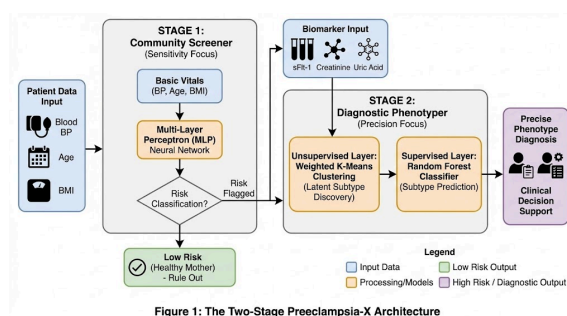 Patient Data
Input
Blood
BP
Age
BMI
STAGE 1:
Community Screener
(Sensitivity Focus)
Basic Vitals
(BP, Age, BMI)
Multi-Layer
Perceptron (MLP)
Neural Network
Risk
Classification?
Risk
Flagged
Low Risk
(Healthy Mother)
- Rule Out
Biomarker Input
sFlt-1 Creatinine Uric Acid
STAGE 2:
Diagnostic Phenotyper
(Precision Focus)
Unsupervised Layer:
Weighted K-Means
Clustering
(Latent Subtype
Discovery)
Supervised Layer:
Random Forest
Classifier
(Subtype Prediction)
Precise
Phenotype
Diagnosis
Clinical
Decision
Support
Legend
Input Data
Low Risk Output
Processing/Models
High Risk / Diagnostic Output
Figure 1: The Two-Stage Preeclampsia-X Architecture